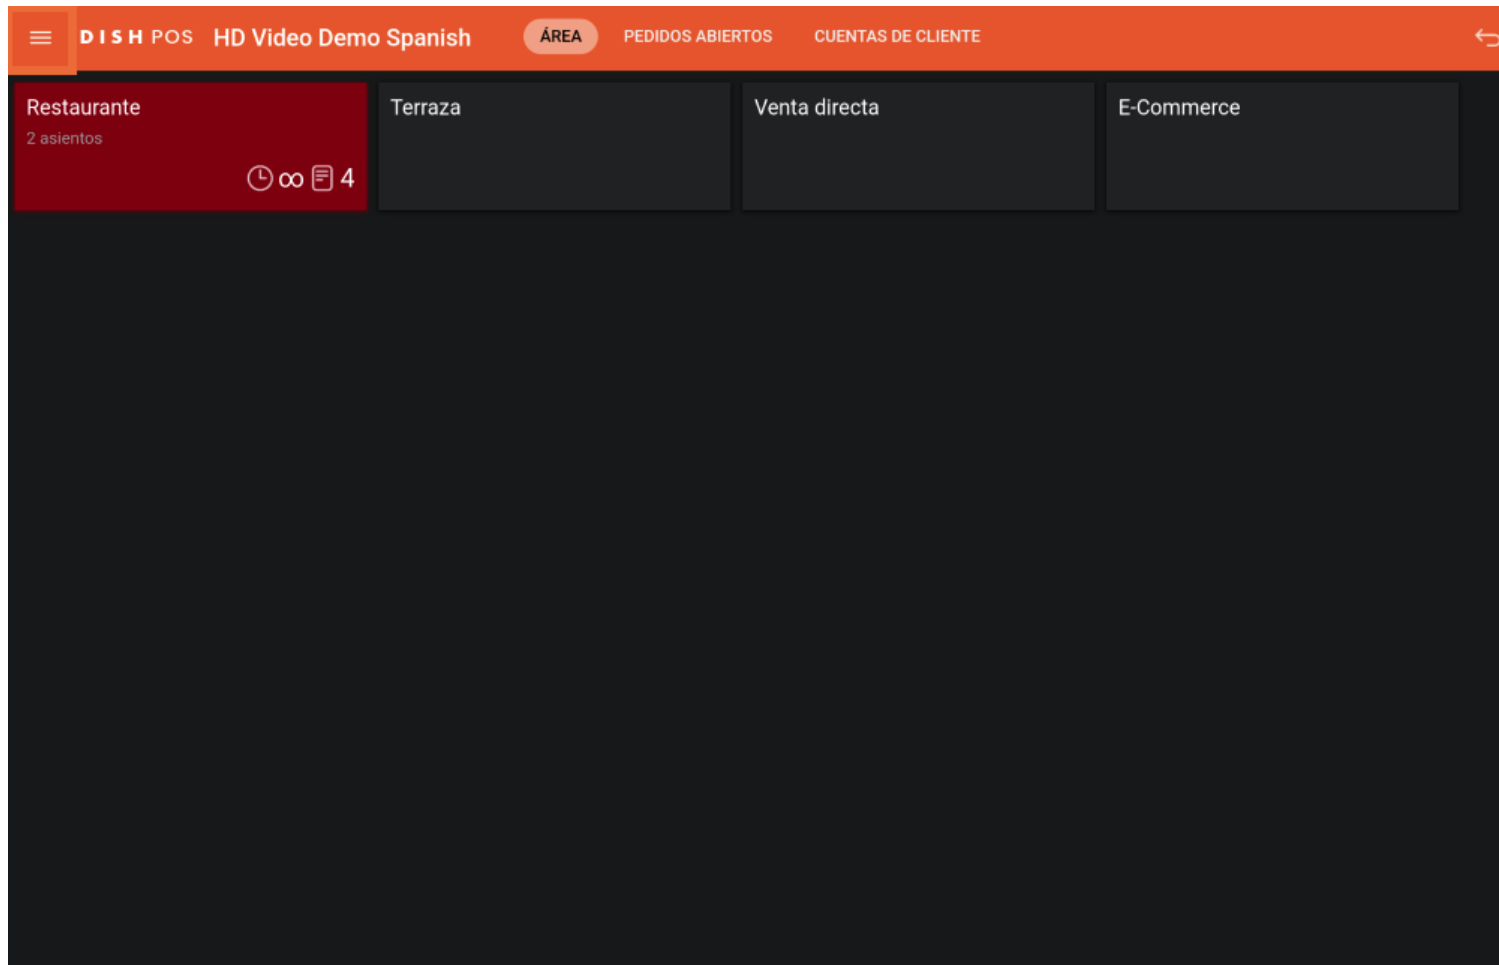 DISH POS HD Video Demo Spanish ÁREA PEDIDOS ABIERTOS CUENTAS DE CLIENTE
Restaurante
2 asientos
∞ 4
Terraza
Venta directa
E-Commerce